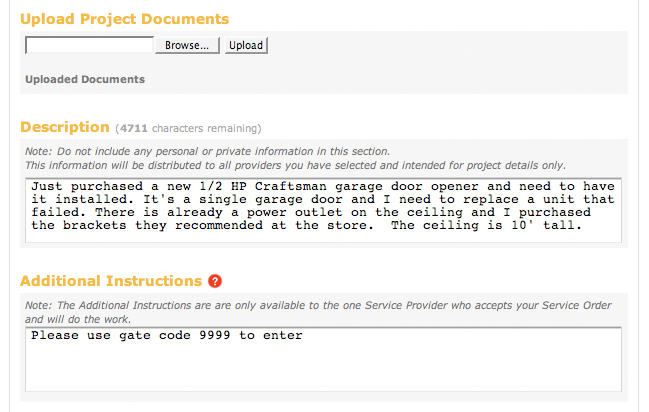 Upload Project Documents
Browse... Upload
Uploaded Documents
Description (4711 characters remaining)
Note: Do not include any personal or private information in this section.
This information will be distributed to all providers you have selected and intended for project details only.
Just purchased a new 1/2 HP Craftsman garage door opener and need to have
it installed. It's a single garage door and I need to replace a unit that
failed. There is already a power outlet on the ceiling and I purchased
the brackets they recommended at the store.  The ceiling is 10' tall.
Additional Instructions ?
Note: The Additional Instructions are are only available to the one Service Provider who accepts your Service Order
and will do the work.
Please use gate code 9999 to enter